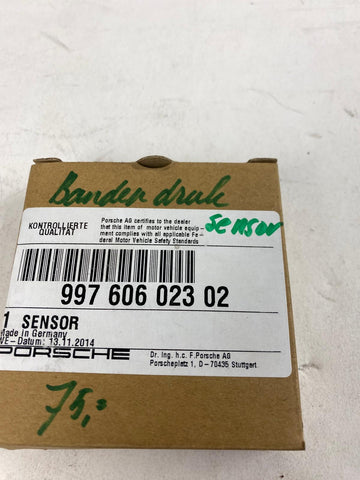 Banden druk
sensor
KONTROLLIERTE
QUALITÄT
Porsche AG certifies to the dealer
that this item of motor vehicle equip-
ment complies with all applicable Fe-
deral Motor Vehicle Safety Standards
997 606 023 02
1 SENSOR
Made in Germany
WE-Datum: 13.11.2014
PORSCHE
Dr. Ing. h.c. F.Porsche AG
Porscheplatz 1, D-70435 Stuttgart
75,=